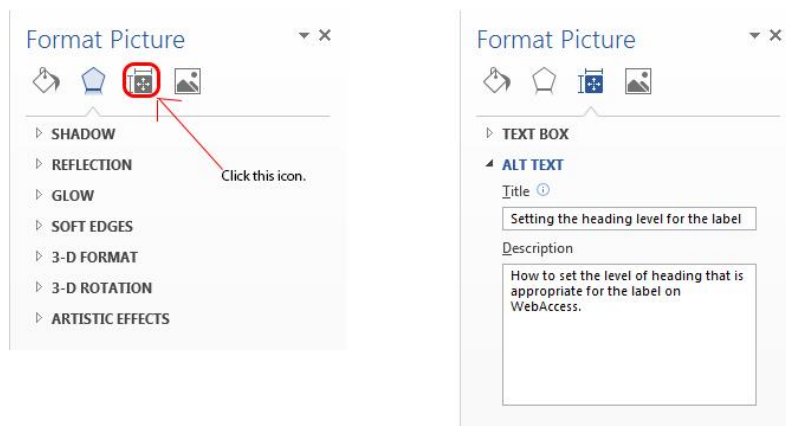 Format Picture
SHADOW
REFLECTION
GLOW
SOFT EDGES
3-D FORMAT
3-D ROTATION
ARTISTIC EFFECTS
Click this icon.
Format Picture
TEXT BOX
ALT TEXT
Title
Setting the heading level for the label
Description
How to set the level of heading that is
appropriate for the label on
WebAccess.